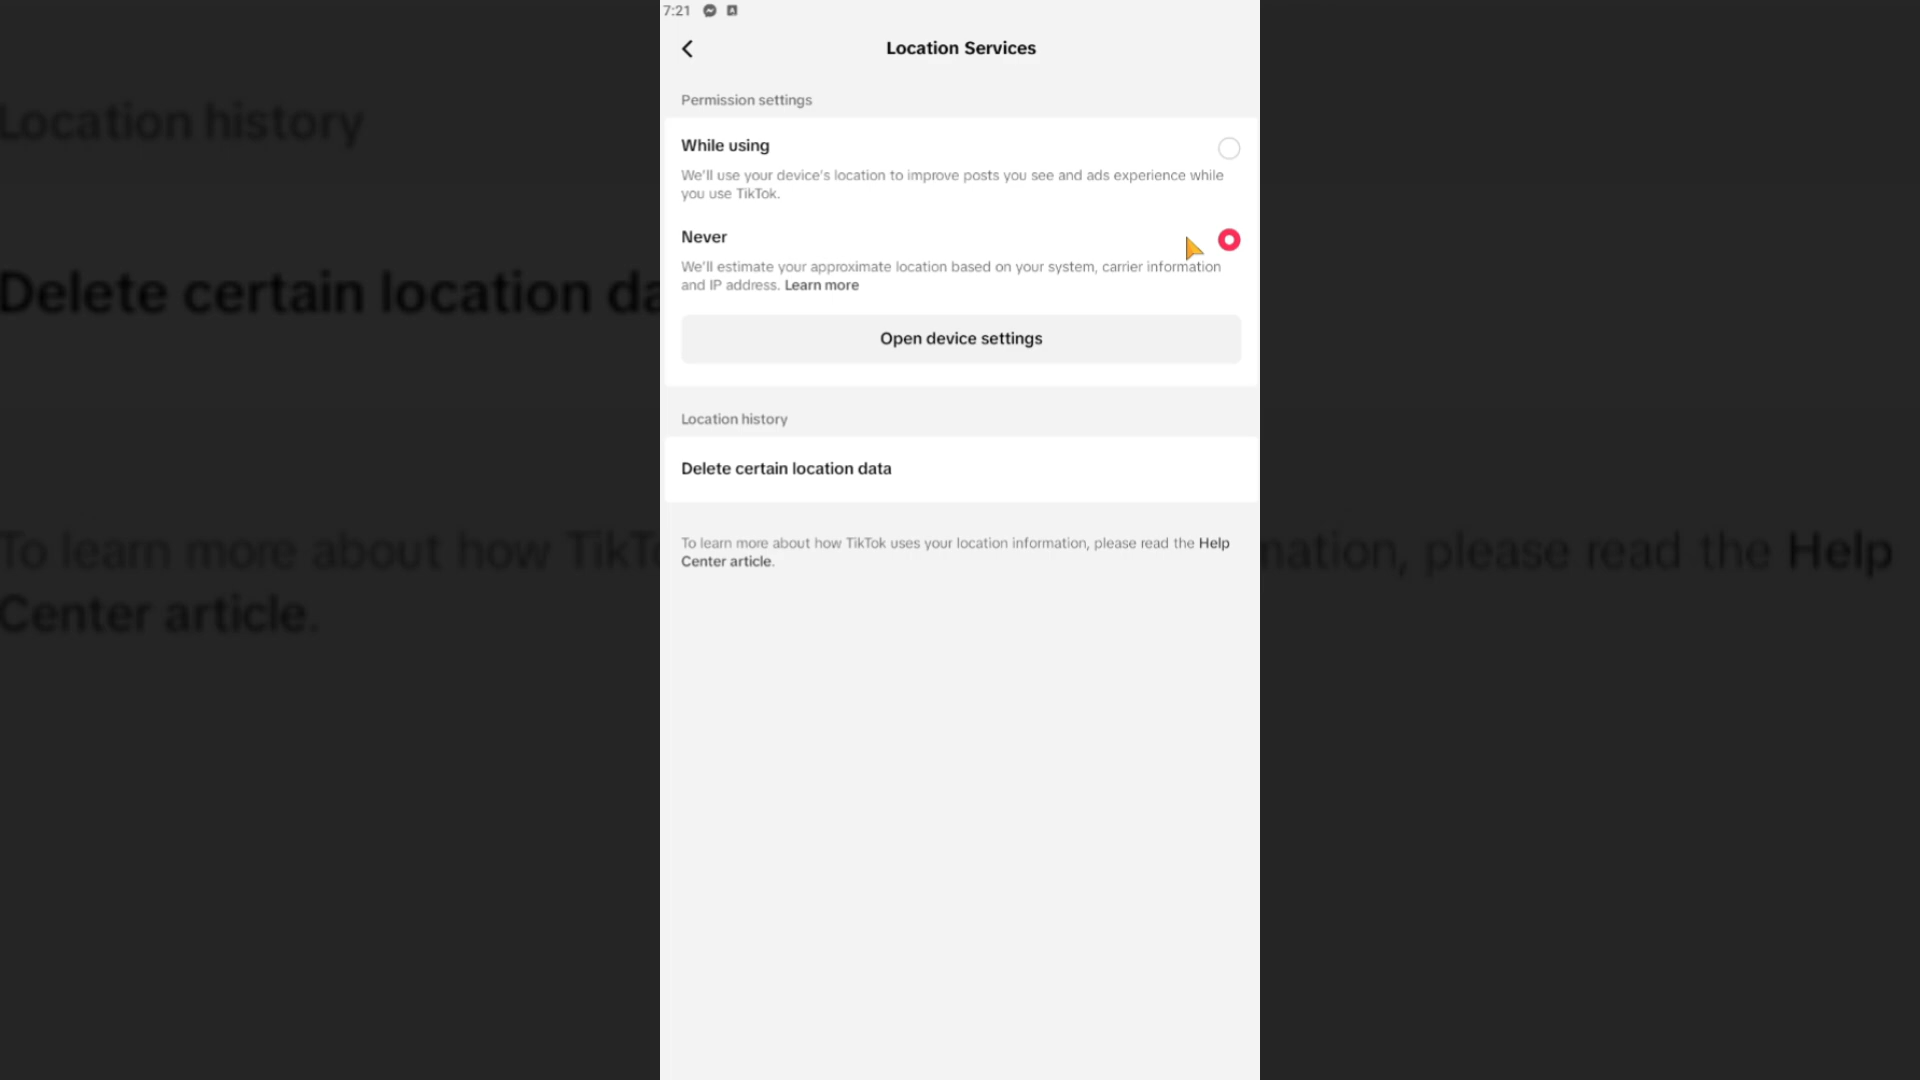 7:21
Location Services
Permission settings
While using
We'll use your device's location to improve posts you see and ads experience while
you use TikTok.
Never
We'll estimate your approximate location based on your system, carrier information
and IP address. Learn more
Open device settings
Location history
Delete certain location data
To learn more about how TikTok uses your location information, please read the Help
Center article.
Location history
Delete certain location da
To learn more about how TikTo
mation, please read the Help
Center article.